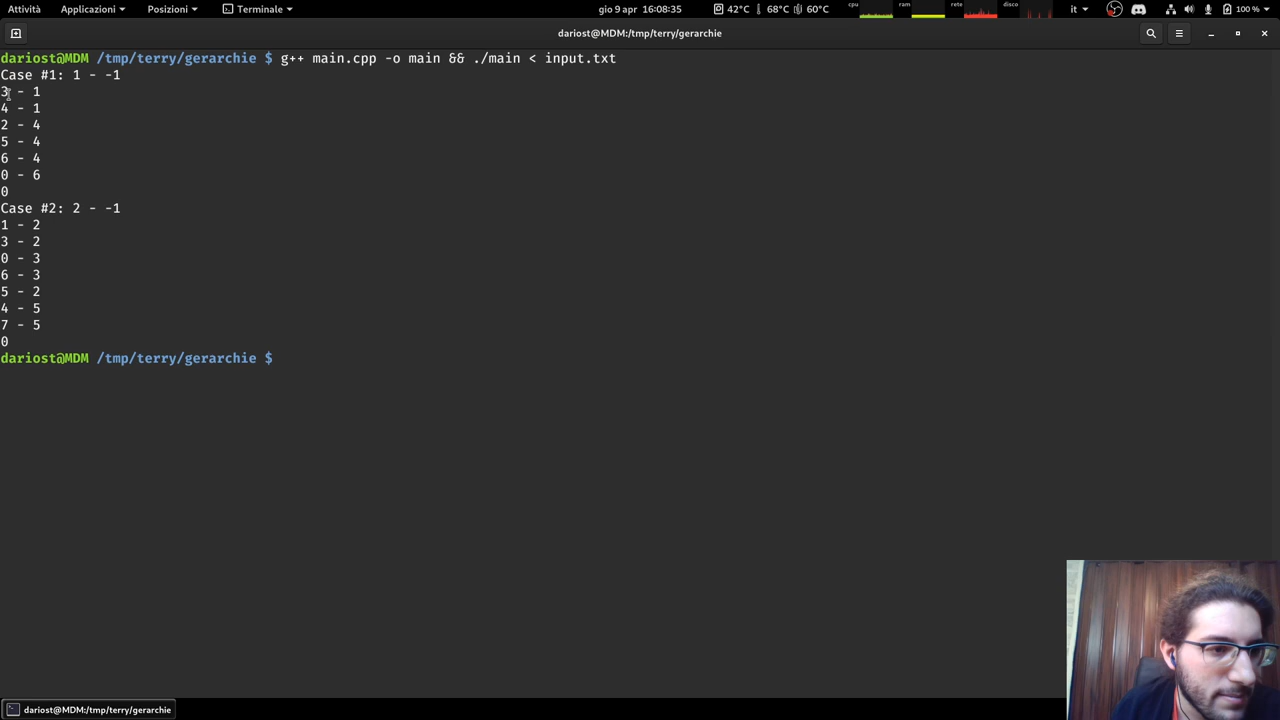 Attività Applicazioni Posizioni Terminale gio 9 apr 16:08:35 42°C 68°C 60°C cpu ram rete disco it 100 %
dariost@MDM:/tmp/terry/gerarchie
dariost@MDM /tmp/terry/gerarchie $ g++ main.cpp -o main && ./main < input.txt
Case #1: 1 - -1
3 - 1
4 - 1
2 - 4
5 - 4
6 - 4
0 - 6
0
Case #2: 2 - -1
1 - 2
3 - 2
0 - 3
6 - 3
5 - 2
4 - 5
7 - 5
0
dariost@MDM /tmp/terry/gerarchie $
dariost@MDM:/tmp/terry/gerarchie